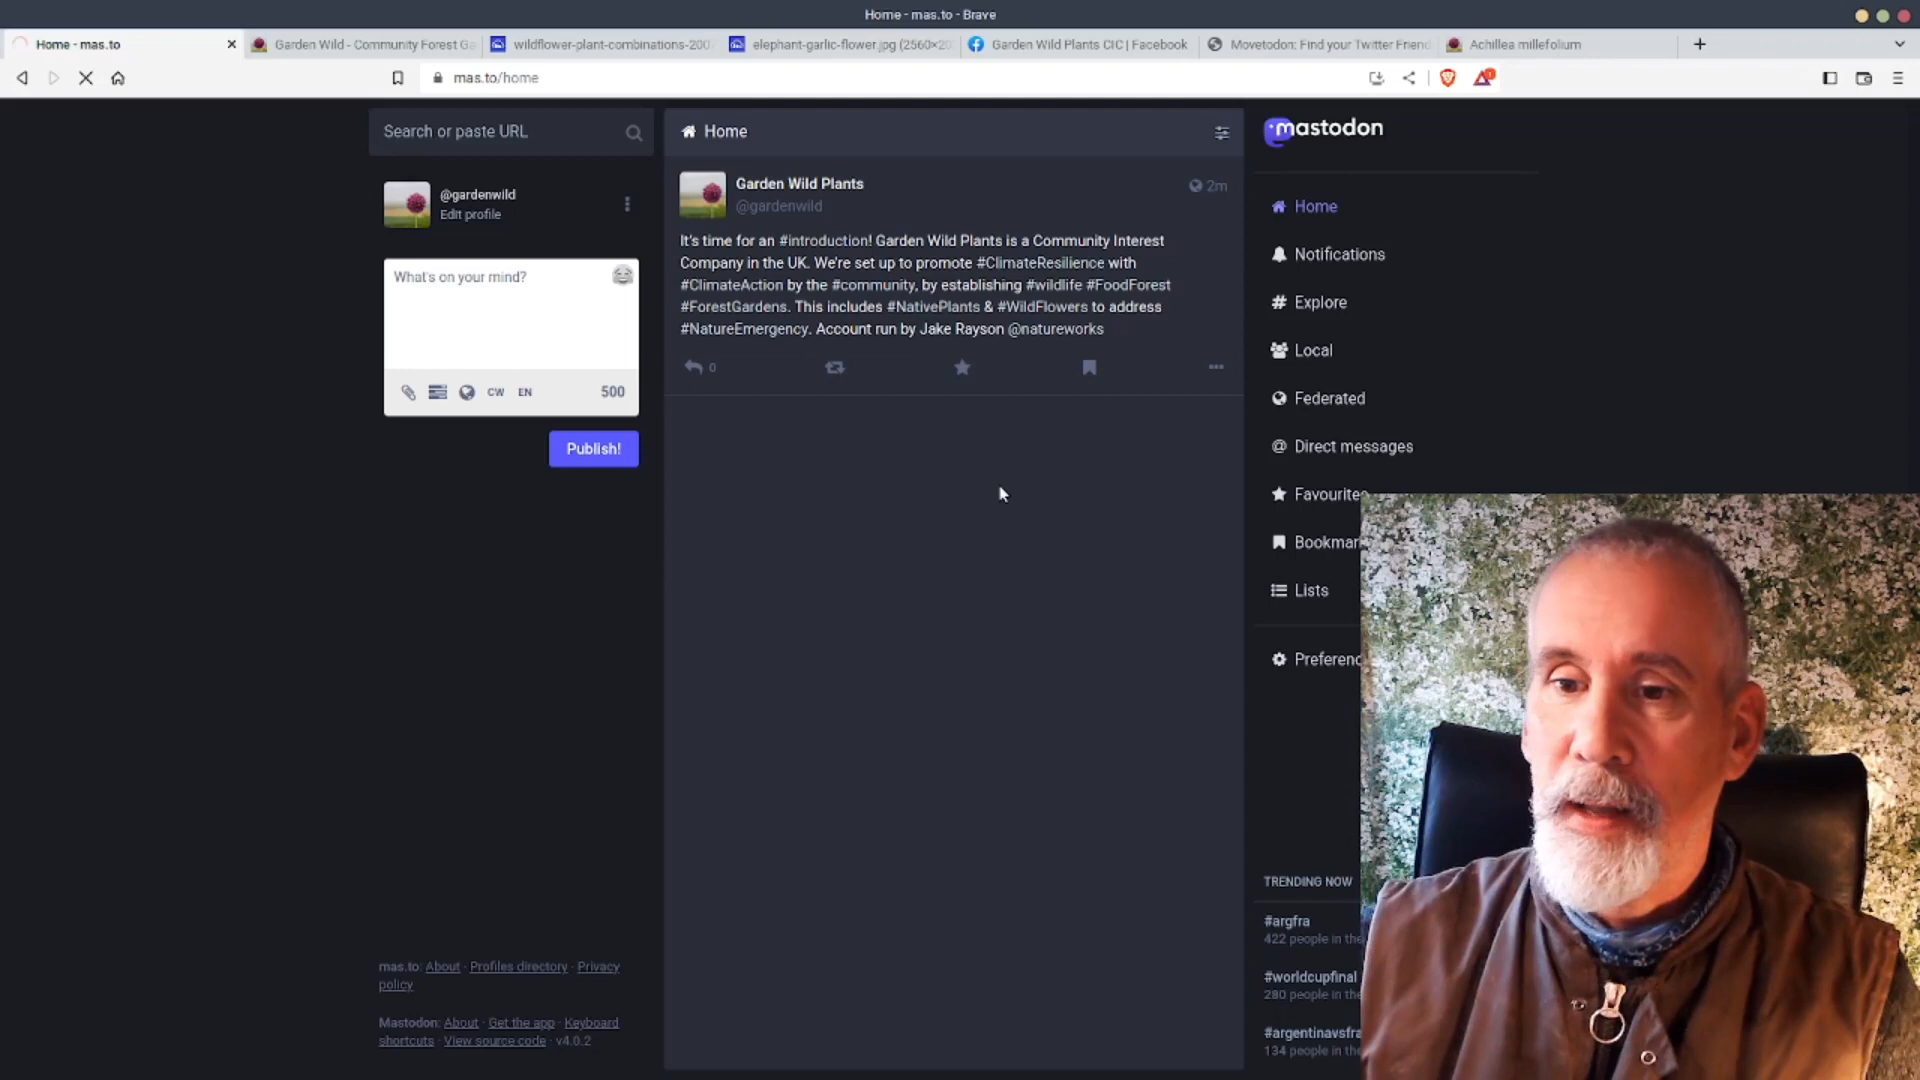 Home - mas.to - Brave
Home - mas.to
Garden Wild - Community Forest Ga
wildflower-plant-combinations-200
elephant-garlic-flower.jpg (2560×20
Garden Wild Plants CIC | Facebook
Movetodon: Find your Twitter Friend
Achillea millefolium
mas.to/home
Search or paste URL
@gardenwild
Edit profile
What's on your mind?
CW
EN
500
Publish!
mas.to: About · Profiles directory · Privacy
policy
Mastodon: About · Get the app · Keyboard
shortcuts · View source code · v4.0.2
Home
Garden Wild Plants
@gardenwild
2m
It's time for an #introduction! Garden Wild Plants is a Community Interest
Company in the UK. We're set up to promote #ClimateResilience with
#ClimateAction by the #community, by establishing #wildlife #FoodForest
#ForestGardens. This includes #NativePlants & #WildFlowers to address
#NatureEmergency. Account run by Jake Rayson @natureworks
0
mastodon
Home
Notifications
Explore
Local
Federated
Direct messages
Favourites
Bookmar
Lists
Preferenc
TRENDING NOW
#argfra
422 people in the
#worldcupfinal
280 people in the
#argentinavsfra
134 people in the